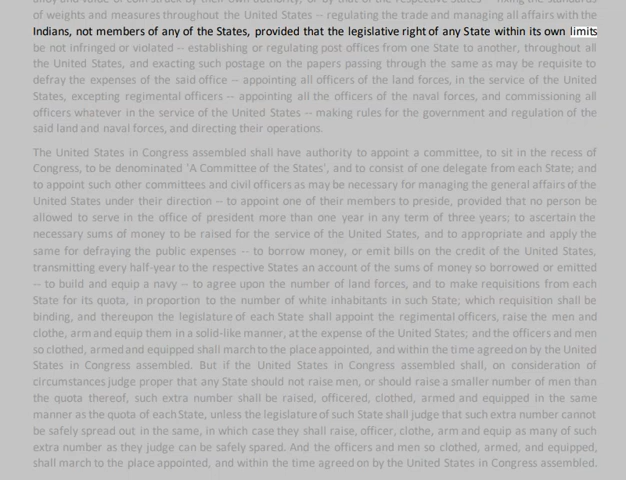 alloy and value of coin struck by their own authority, or by that of the respective States -- fixing the standards
of weights and measures throughout the United States -- regulating the trade and managing all affairs with the
Indians, not members of any of the States, provided that the legislative right of any State within its own limits
be not infringed or violated -- establishing or regulating post offices from one State to another, throughout all
the United States, and exacting such postage on the papers passing through the same as may be requisite to
defray the expenses of the said office -- appointing all officers of the land forces, in the service of the United
States, excepting regimental officers -- appointing all the officers of the naval forces, and commissioning all
officers whatever in the service of the United States -- making rules for the government and regulation of the
said land and naval forces, and directing their operations.
The United States in Congress assembled shall have authority to appoint a committee, to sit in the recess of
Congress, to be denominated 'A Committee of the States', and to consist of one delegate from each State; and
to appoint such other committees and civil officers as may be necessary for managing the general affairs of the
United States under their direction -- to appoint one of their members to preside, provided that no person be
allowed to serve in the office of president more than one year in any term of three years; to ascertain the
necessary sums of money to be raised for the service of the United States, and to appropriate and apply the
same for defraying the public expenses -- to borrow money, or emit bills on the credit of the United States,
transmitting every half-year to the respective States an account of the sums of money so borrowed or emitted
-- to build and equip a navy -- to agree upon the number of land forces, and to make requisitions from each
State for its quota, in proportion to the number of white inhabitants in such State; which requisition shall be
binding, and thereupon the legislature of each State shall appoint the regimental officers, raise the men and
clothe, arm and equip them in a solid-like manner, at the expense of the United States; and the officers and men
so clothed, armed and equipped shall march to the place appointed, and within the time agreed on by the United
States in Congress assembled. But if the United States in Congress assembled shall, on consideration of
circumstances judge proper that any State should not raise men, or should raise a smaller number of men than
the quota thereof, such extra number shall be raised, officered, clothed, armed and equipped in the same
manner as the quota of each State, unless the legislature of such State shall judge that such extra number cannot
be safely spread out in the same, in which case they shall raise, officer, clothe, arm and equip as many of such
extra number as they judge can be safely spared. And the officers and men so clothed, armed, and equipped,
shall march to the place appointed, and within the time agreed on by the United States in Congress assembled.